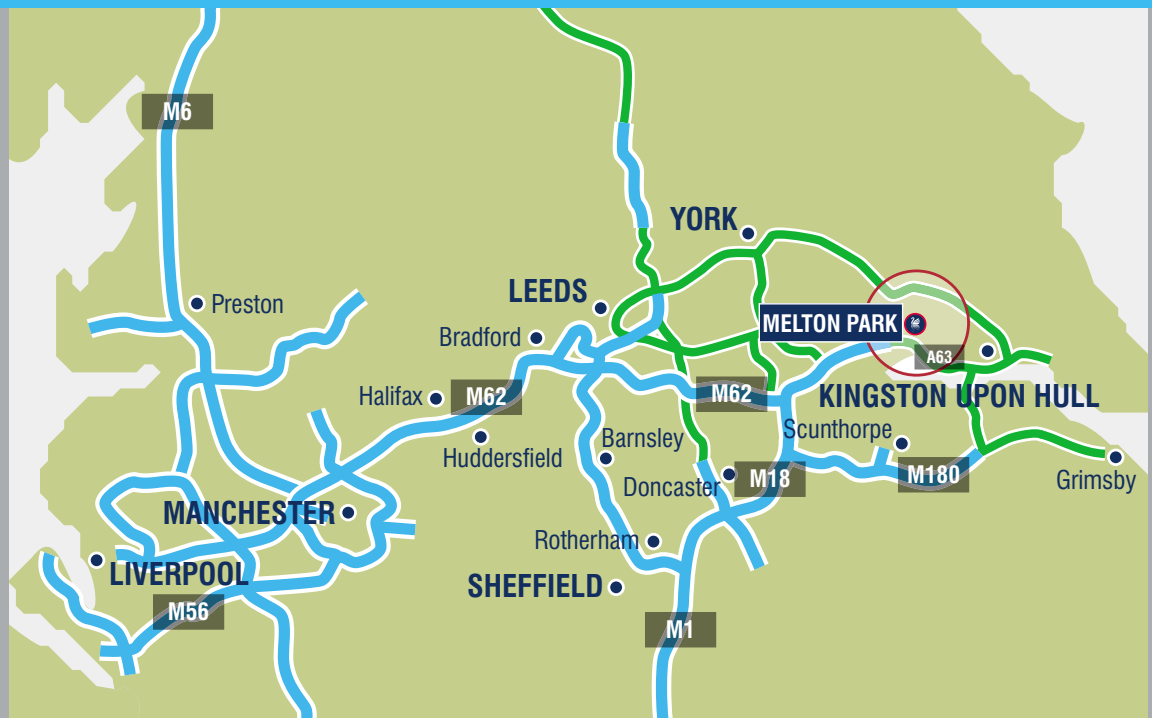 M6
YORK
LEEDS
Preston
MELTON PARK
Bradford
A63
Halifax
M62
M62
KINGSTON UPON HULL
Scunthorpe
Barnsley
Huddersfield
M180
M18
Doncaster
Grimsby
MANCHESTER
Rotherham
LIVERPOOL
SHEFFIELD
M56
M1